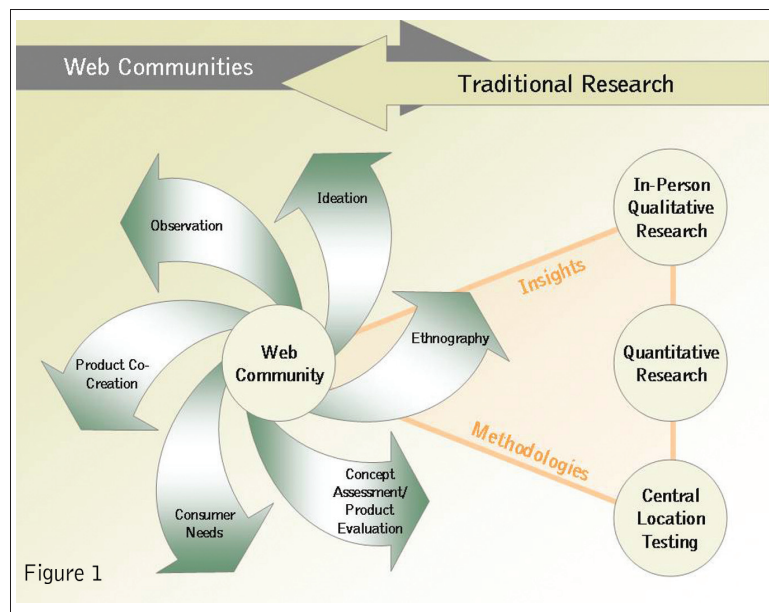 Web Communities
Traditional Research
Ideation
Observation
In-Person
Qualitative
Research
Insights
Ethnography
Web
Community
Quantitative
Research
Product Co-
Creation
Methodologies
Concept
Assessment/
Product
Evaluation
Consumer
Needs
Central
Location
Testing
Figure 1